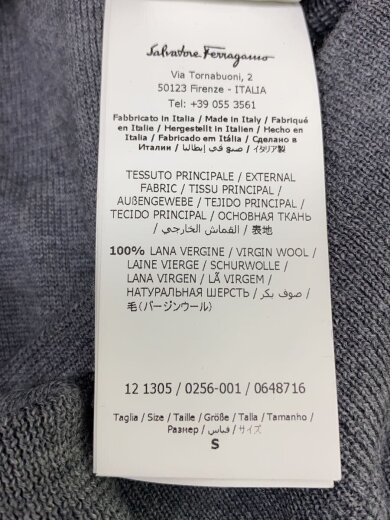 Salvatore Ferragamo
Via Tornabuoni, 2
50123 Firenze - ITALIA
Tel: +39 055 3561
Fabbricato in Italia / Made in Italy / Fabriqué
en Italie / Hergestellt in Italien / Hecho en
Italia / Fabricado em Itália / Сделано в
Италии / صنع في إيطاليا / イタリア製
TESSUTO PRINCIPALE / EXTERNAL
FABRIC / TISSU PRINCIPAL /
AUßENGEWEBE / TEJIDO PRINCIPAL /
TECIDO PRINCIPAL / ОСНОВНАЯ ТКАНЬ
/ القماش الخارجي / 表地
100% LANA VERGINE / VIRGIN WOOL /
LAINE VIERGE / SCHURWOLLE /
LANA VIRGEN / LÃ VIRGEM /
НАТУРАЛЬНАЯ ШЕРСТЬ / صوف بكر /
毛(バージンウール)
12 1305 / 0256-001 / 0648716
Taglia / Size / Taille / Größe / Talla / Tamanho /
Размер / قياس / サイズ
S